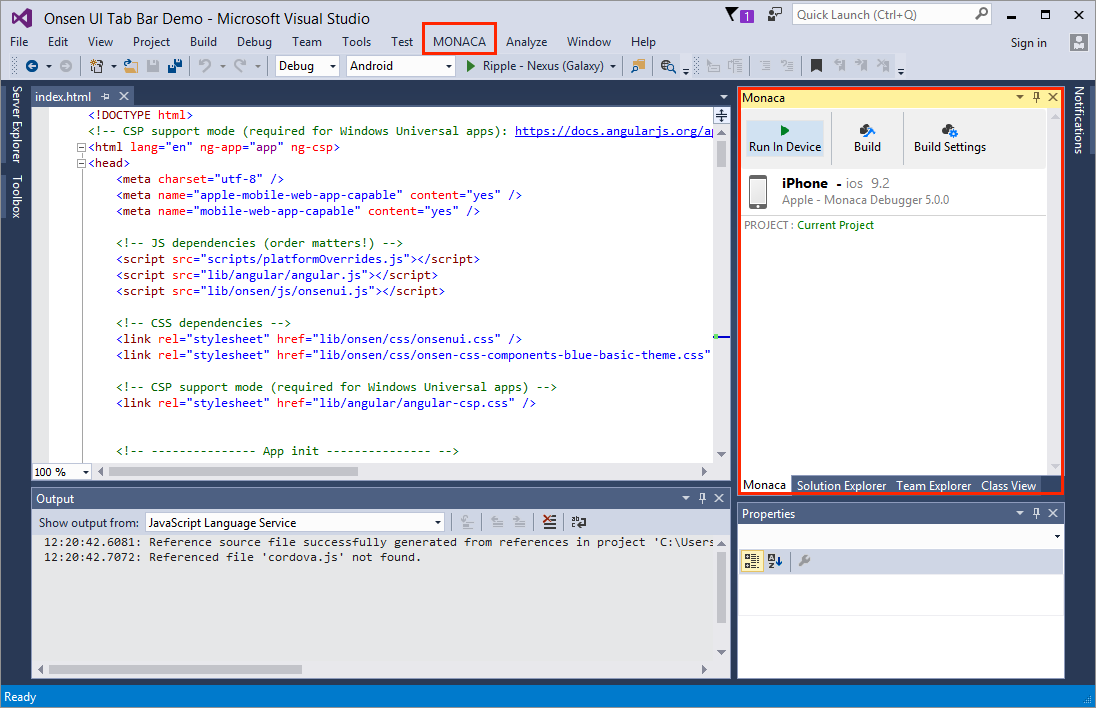 Onsen UI Tab Bar Demo - Microsoft Visual Studio
1
Quick Launch (Ctrl+Q)
File Edit View Project Build Debug Team Tools Test MONACA Analyze Window Help
Sign in
Debug Android Ripple - Nexus (Galaxy)
Server Explorer
Toolbox
index.html
<!DOCTYPE html>
<!-- CSP support mode (required for Windows Universal apps): https://docs.angularjs.org/ap
<html lang="en" ng-app="app" ng-csp>
<head>
<meta charset="utf-8" />
<meta name="apple-mobile-web-app-capable" content="yes" />
<meta name="mobile-web-app-capable" content="yes" />
<!-- JS dependencies (order matters!) -->
<script src="scripts/platformOverrides.js"></script>
<script src="lib/angular/angular.js"></script>
<script src="lib/onsen/js/onsenui.js"></script>
<!-- CSS dependencies -->
<link rel="stylesheet" href="lib/onsen/css/onsenui.css" />
<link rel="stylesheet" href="lib/onsen/css/onsen-css-components-blue-basic-theme.css"
<!-- CSP support mode (required for Windows Universal apps) -->
<link rel="stylesheet" href="lib/angular/angular-csp.css" />
<!-- --------------- App init --------------- -->
100 %
Monaca
Run In Device Build Build Settings
iPhone - ios 9.2
Apple - Monaca Debugger 5.0.0
PROJECT : Current Project
Monaca Solution Explorer Team Explorer Class View
Notifications
Output
Show output from: JavaScript Language Service
12:20:42.6081: Reference source file successfully generated from references in project 'C:\Users
12:20:42.7072: Referenced file 'cordova.js' not found.
Properties
Ready